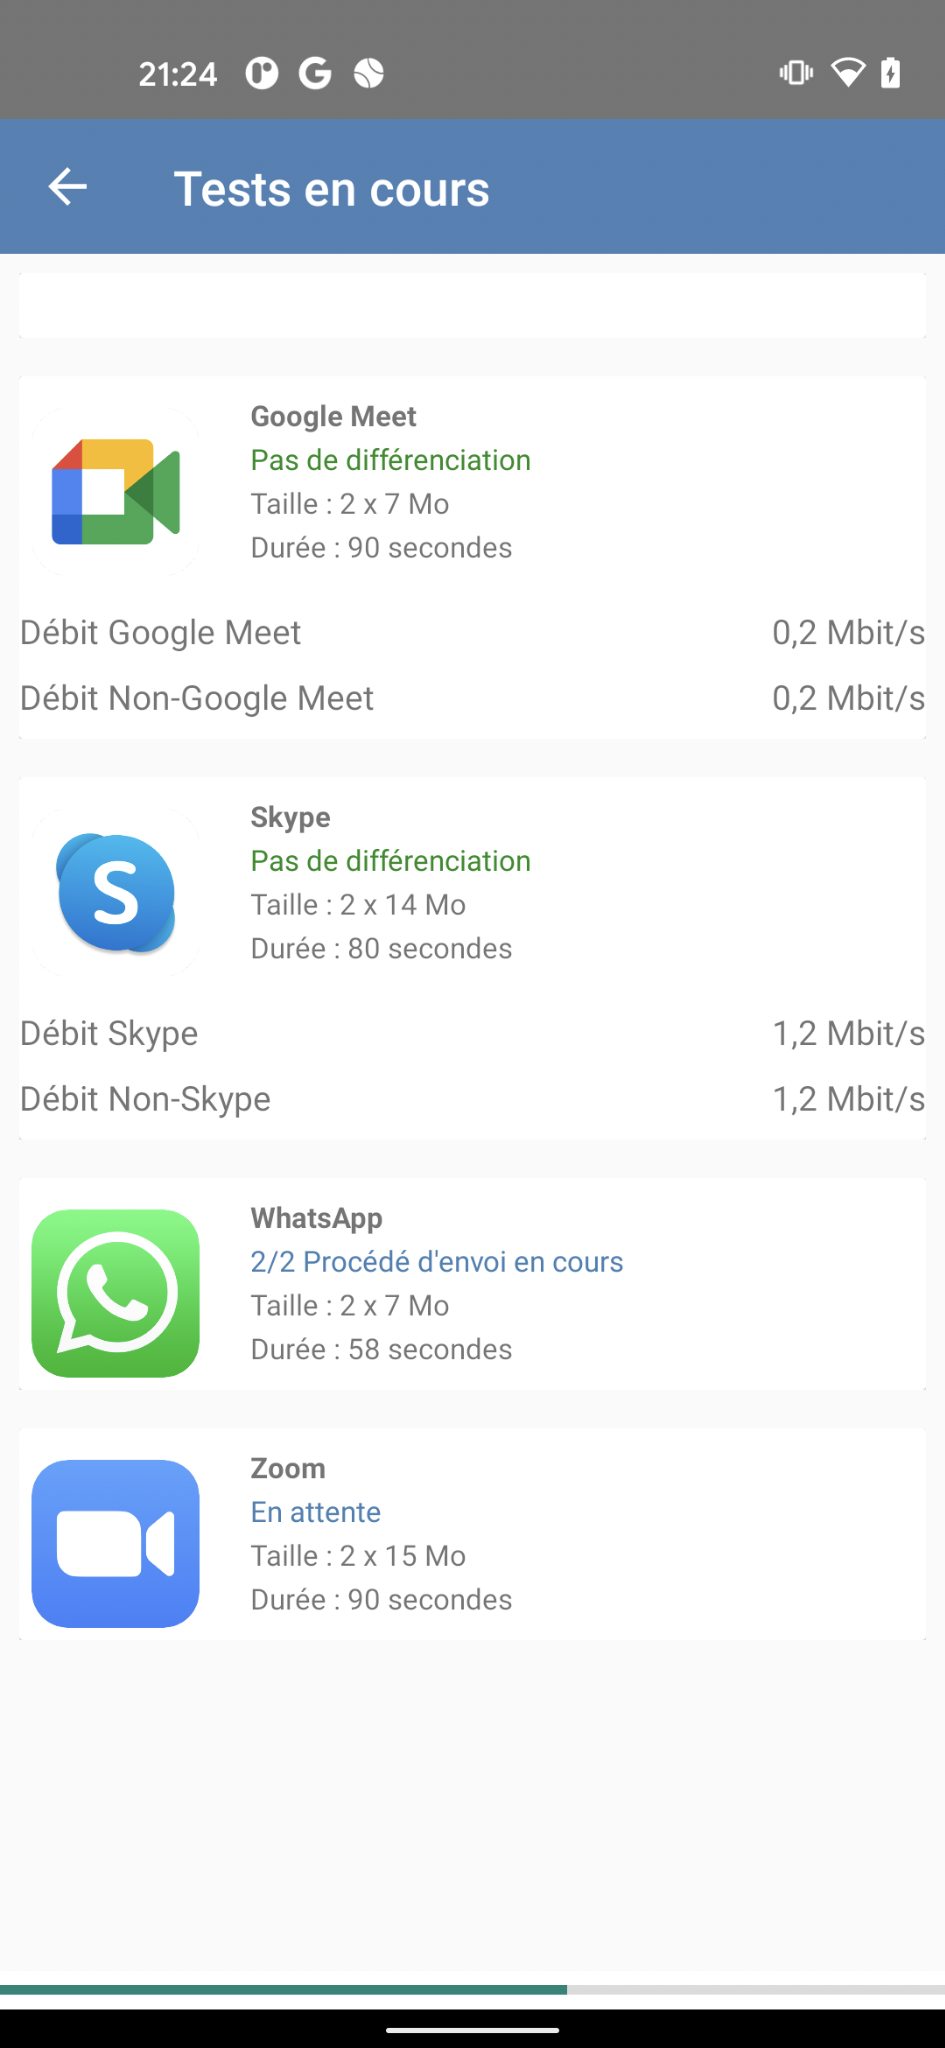 21:24
Tests en cours
Google Meet
Pas de différenciation
Taille : 2 x 7 Mo
Durée : 90 secondes
Débit Google Meet 0,2 Mbit/s
Débit Non-Google Meet 0,2 Mbit/s
Skype
Pas de différenciation
Taille : 2 x 14 Mo
Durée : 80 secondes
Débit Skype 1,2 Mbit/s
Débit Non-Skype 1,2 Mbit/s
WhatsApp
2/2 Procédé d'envoi en cours
Taille : 2 x 7 Mo
Durée : 58 secondes
Zoom
En attente
Taille : 2 x 15 Mo
Durée : 90 secondes